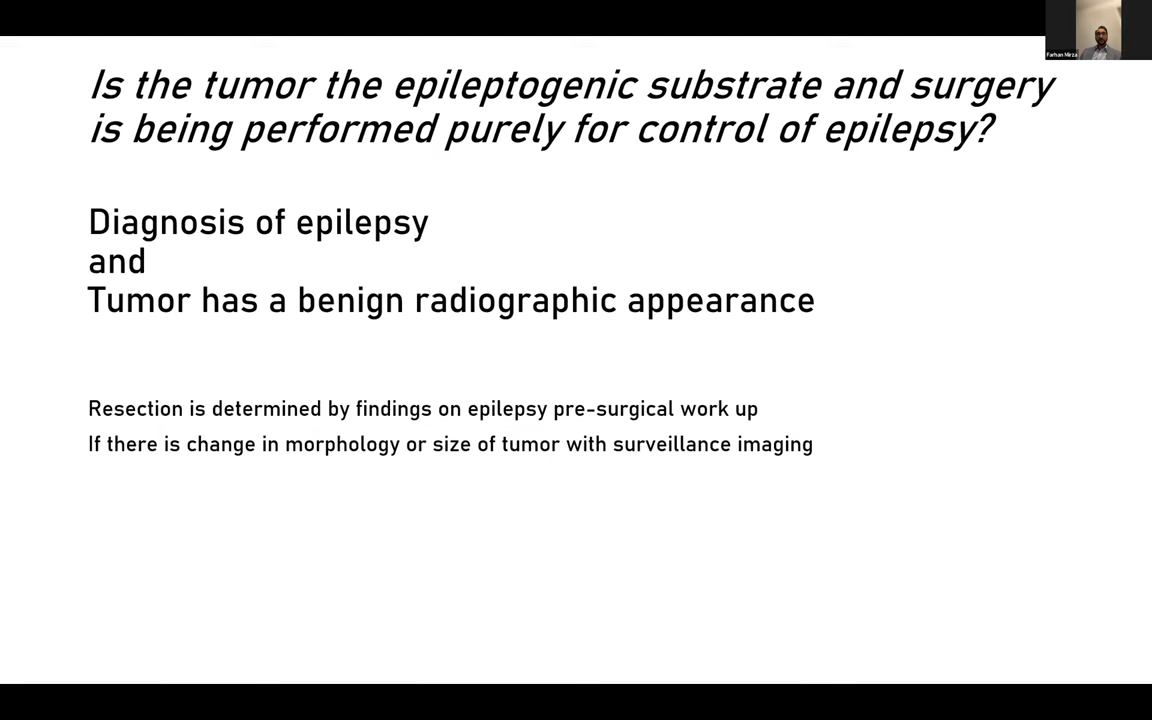 Farhan Mirza
Is the tumor the epileptogenic substrate and surgery
is being performed purely for control of epilepsy?
Diagnosis of epilepsy
and
Tumor has a benign radiographic appearance
Resection is determined by findings on epilepsy pre-surgical work up
If there is change in morphology or size of tumor with surveillance imaging